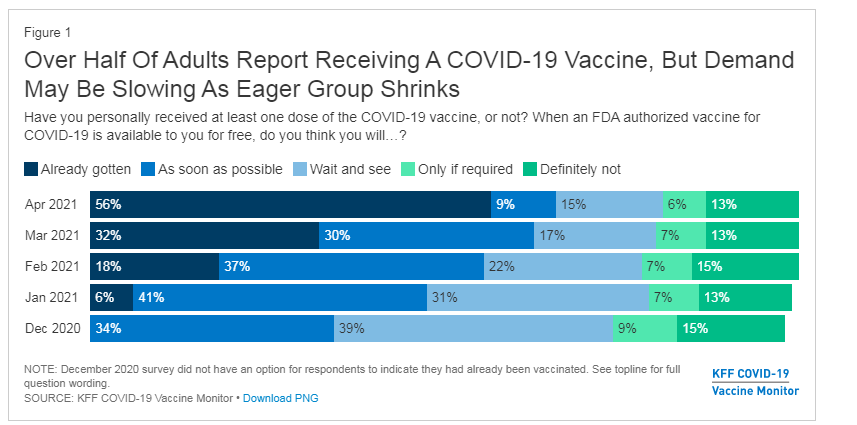 Figure 1
Over Half Of Adults Report Receiving A COVID-19 Vaccine, But Demand
May Be Slowing As Eager Group Shrinks
Have you personally received at least one dose of the COVID-19 vaccine, or not? When an FDA authorized vaccine for
COVID-19 is available to you for free, do you think you will…?
Already gotten As soon as possible Wait and see Only if required Definitely not
Apr 2021 56% 9% 15% 6% 13%
Mar 2021 32% 30% 17% 7% 13%
Feb 2021 18% 37% 22% 7% 15%
Jan 2021 6% 41% 31% 7% 13%
Dec 2020 34% 39% 9% 15%
NOTE: December 2020 survey did not have an option for respondents to indicate they had already been vaccinated. See topline for full
question wording.
SOURCE: KFF COVID-19 Vaccine Monitor • Download PNG
KFF COVID-19
Vaccine Monitor